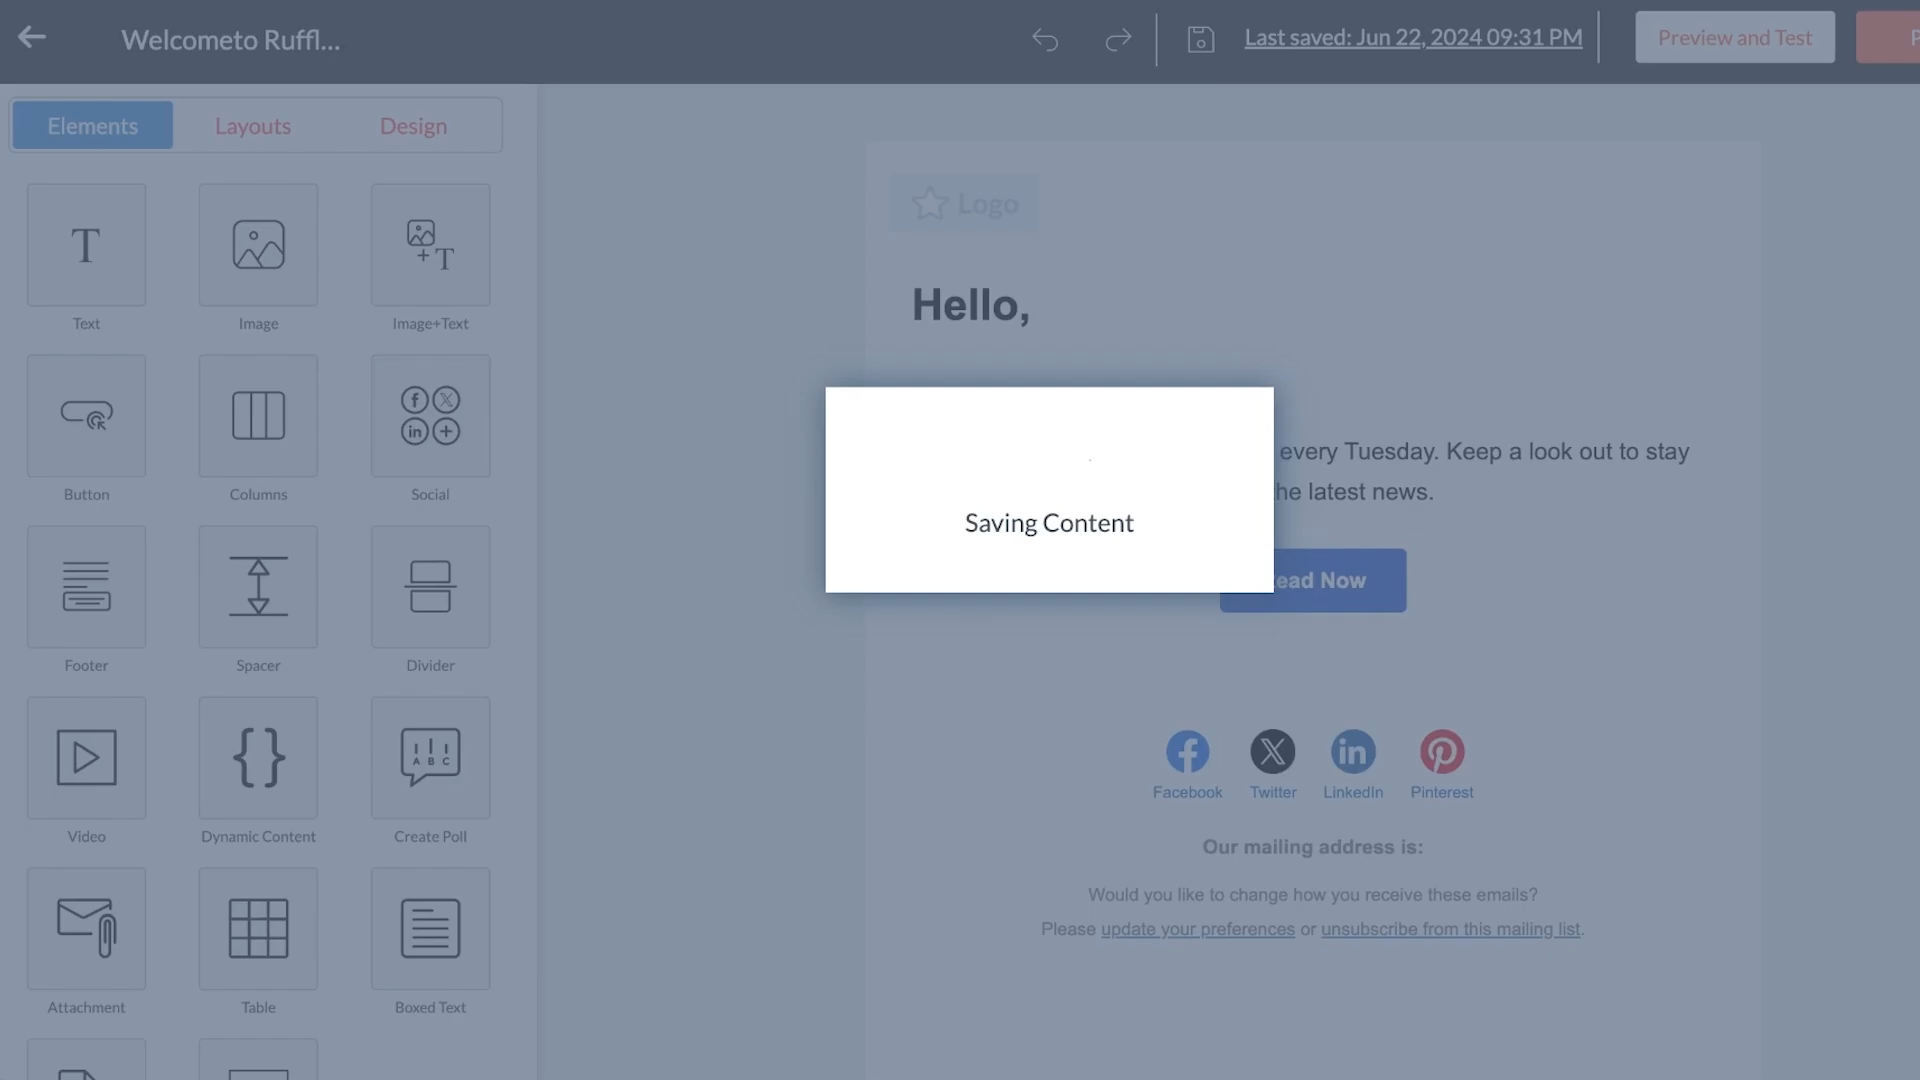 Welcometo Ruffl...
Last saved: Jun 22, 2024 09:31 PM
Preview and Test
Elements
Layouts
Design
Logo
T
T
Text
Image
Image+Text
Hello,
Button
Columns
Social
every Tuesday. Keep a look out to stay
the latest news.
Saving Content
Read Now
Footer
Spacer
Divider
A B C
Video
Dynamic Content
Create Poll
Facebook
Twitter
LinkedIn
Pinterest
Our mailing address is:
Would you like to change how you receive these emails?
Please update your preferences or unsubscribe from this mailing list.
Attachment
Table
Boxed Text